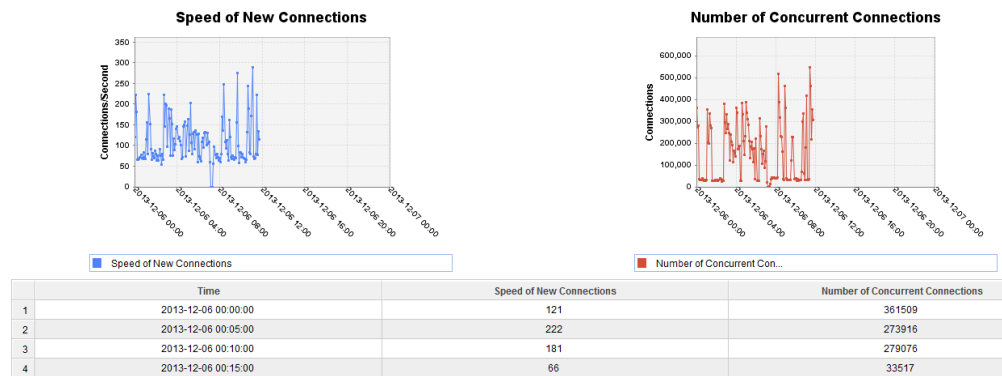 Speed of New Connections
Number of Concurrent Connections
Connections/Second
350
300
250
200
150
100
50
0
2013-12-06 00:00
2013-12-06 04:00
2013-12-06 08:00
2013-12-06 12:00
2013-12-06 16:00
2013-12-06 20:00
2013-12-07 00:00
Speed of New Connections
Connections
600,000
500,000
400,000
300,000
200,000
100,000
0
2013-12-06 00:00
2013-12-06 04:00
2013-12-06 08:00
2013-12-06 12:00
2013-12-06 16:00
2013-12-06 20:00
2013-12-07 00:00
Number of Concurrent Con...
Time Speed of New Connections Number of Concurrent Connections
1 2013-12-06 00:00:00 121 361509
2 2013-12-06 00:05:00 222 273916
3 2013-12-06 00:10:00 181 279076
4 2013-12-06 00:15:00 66 33517